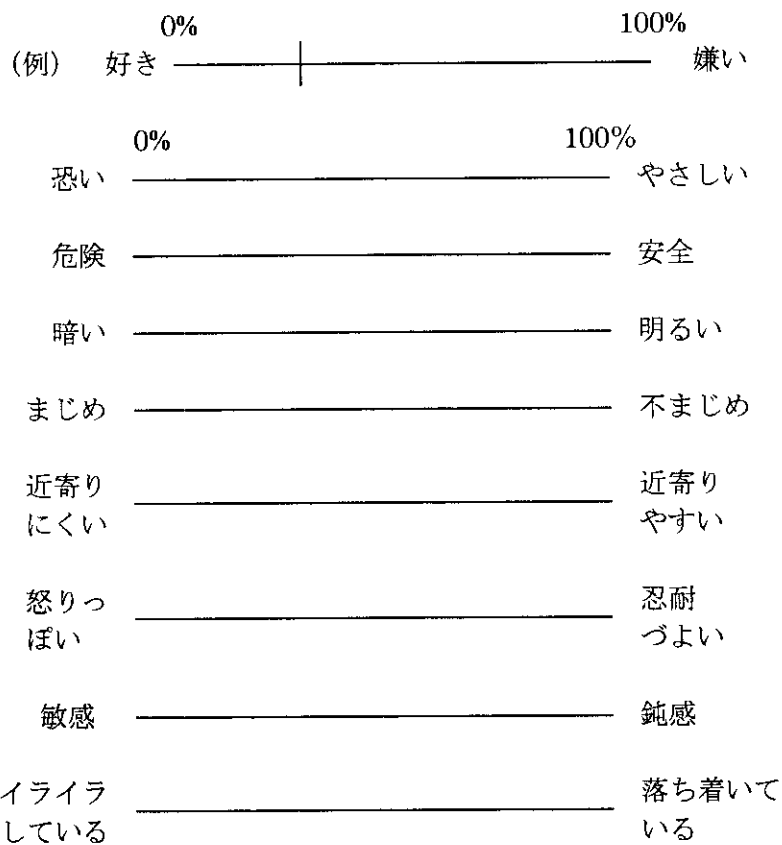 0% 100%
(例) 好き 嫌い
0% 100%
恐い やさしい
危険 安全
暗い 明るい
まじめ 不まじめ
近寄り 近寄り
にくい やすい
怒りっ 忍耐
ぽい づよい
敏感 鈍感
イライラ 落ち着いて
している いる